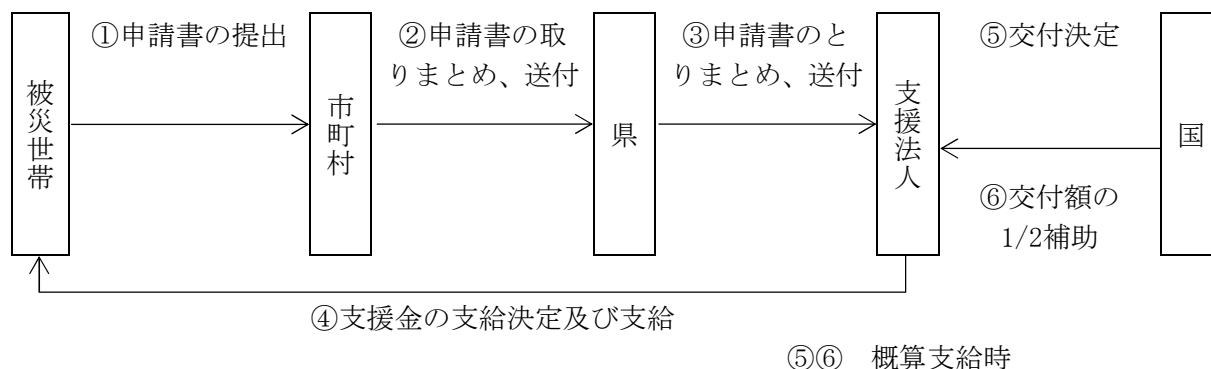 ①申請書の提出
②申請書の取
りまとめ、送付
③申請書のと
りまとめ、送付
⑤交付決定
被災世帯
市町村
県
支援法人
国
⑥交付額の
1/2補助
④支援金の支給決定及び支給
⑤⑥　概算支給時